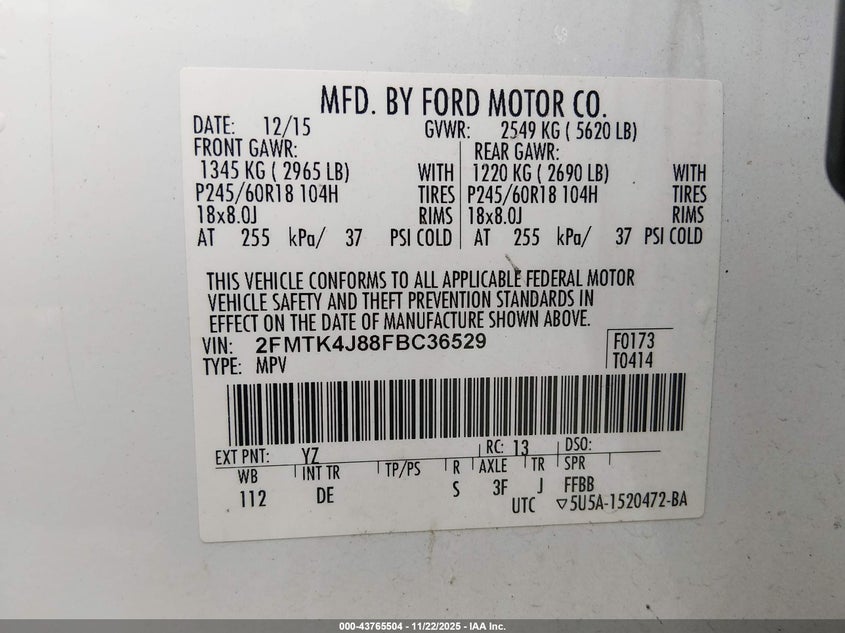 MFD. BY FORD MOTOR CO.
DATE: 12/15 GVWR: 2549 KG ( 5620 LB)
FRONT GAWR: REAR GAWR:
1345 KG ( 2965 LB) WITH 1220 KG ( 2690 LB) WITH
P245/60R18 104H TIRES P245/60R18 104H TIRES
18x8.0J RIMS 18x8.0J RIMS
AT 255 kPa/ 37 PSI COLD AT 255 kPa/ 37 PSI COLD
THIS VEHICLE CONFORMS TO ALL APPLICABLE FEDERAL MOTOR
VEHICLE SAFETY AND THEFT PREVENTION STANDARDS IN
EFFECT ON THE DATE OF MANUFACTURE SHOWN ABOVE.
VIN: 2FMTK4J88FBC36529 F0173
TYPE: MPV T0414
EXT PNT: YZ RC: 13 DSO:
WB INT TR TP/PS R AXLE TR SPR
112 DE S 3F J FFBB
UTC ▽5U5A-1520472-BA
000-43765504 - 11/22/2025 - IAA Inc.